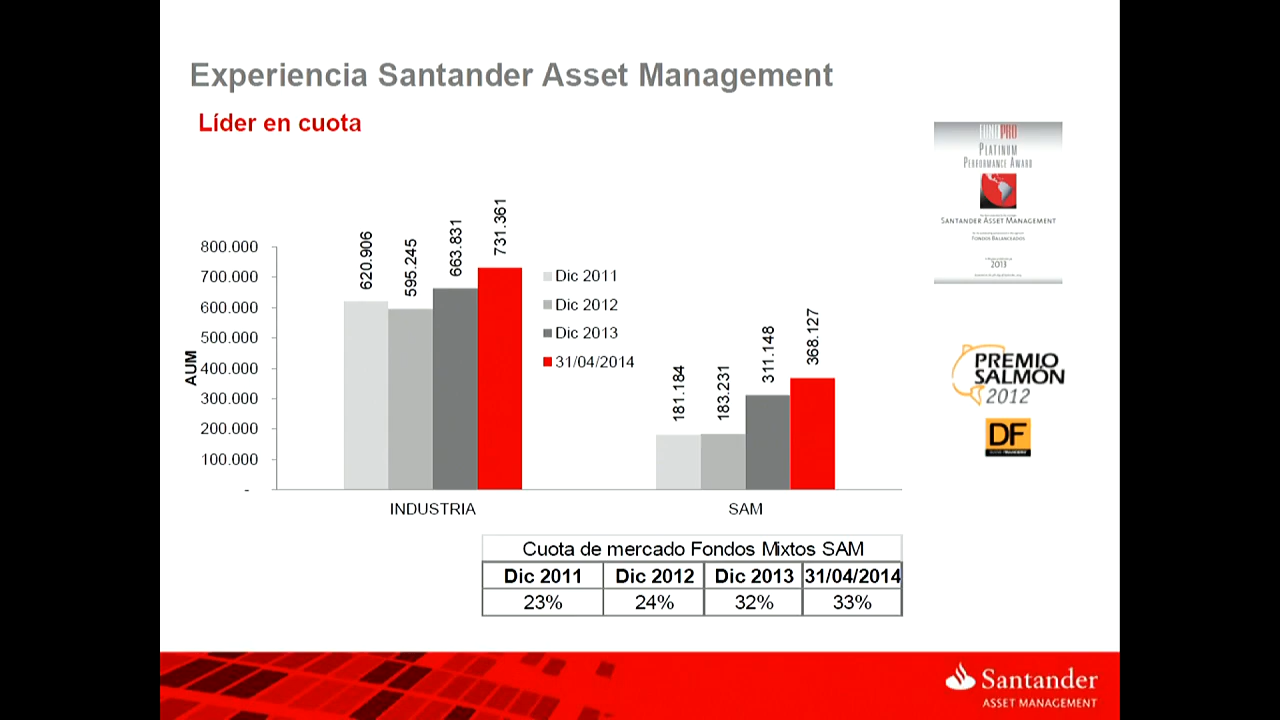 Experiencia Santander Asset Management
Líder en cuota
AUM
800.000
700.000
600.000
500.000
400.000
300.000
200.000
100.000
-
620.906
595.245
663.831
731.361
Dic 2011
Dic 2012
Dic 2013
31/04/2014
181.184
183.231
311.148
368.127
INDUSTRIA
SAM
Cuota de mercado Fondos Mixtos SAM
Dic 2011 Dic 2012 Dic 2013 31/04/2014
23% 24% 32% 33%
PRO
PLATINUM
PERFORMANCE AWARD
SANTANDER ASSET MANAGEMENT
FONDOS BALANCEADOS
2013
PREMIO
SALMÓN
2012
DF
Santander
ASSET MANAGEMENT